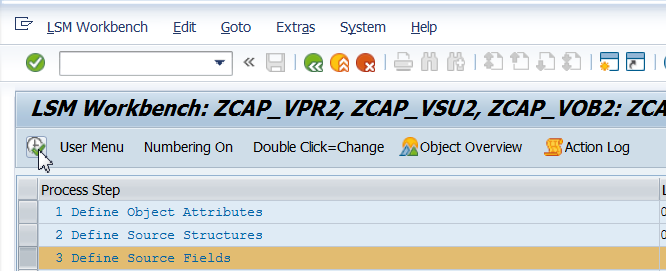 LSM Workbench Edit Goto Extras System Help
LSM Workbench: ZCAP_VPR2, ZCAP_VSU2, ZCAP_VOB2: ZCA
User Menu Numbering On Double Click=Change Object Overview Action Log
Process Step L
1 Define Object Attributes 0
2 Define Source Structures 0
3 Define Source Fields